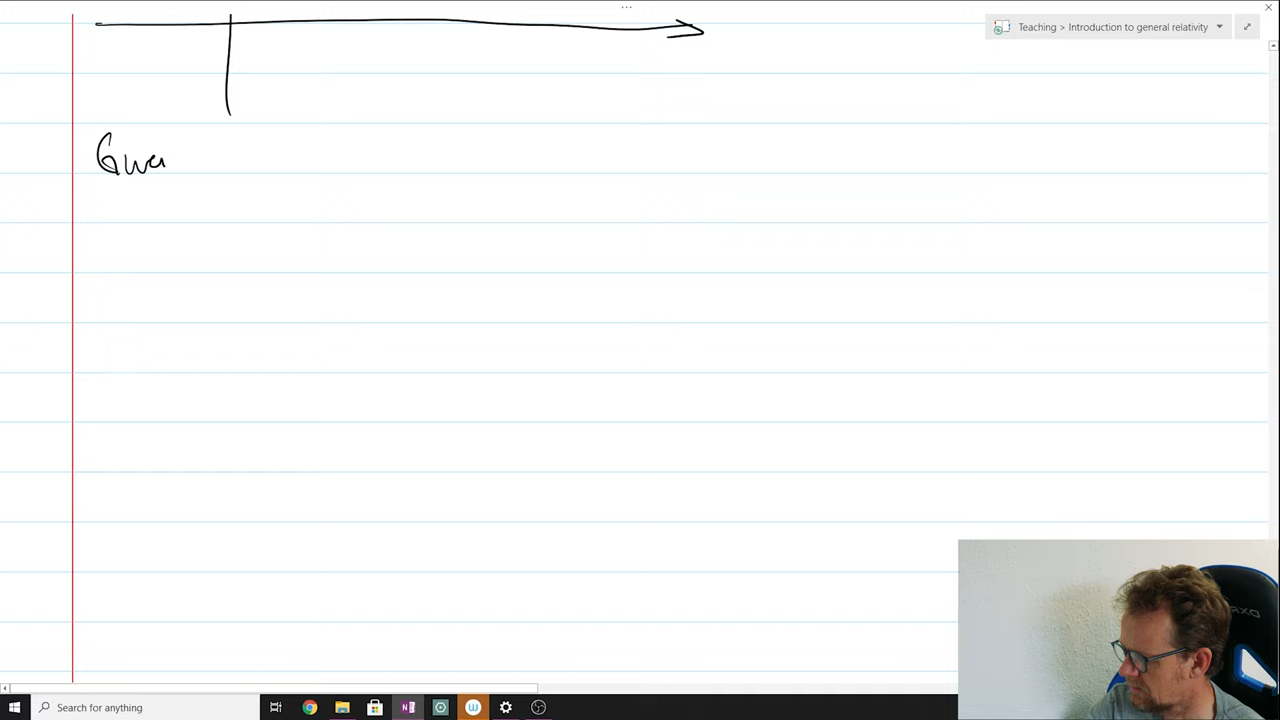 Teaching > Introduction to general relativity
Search for anything